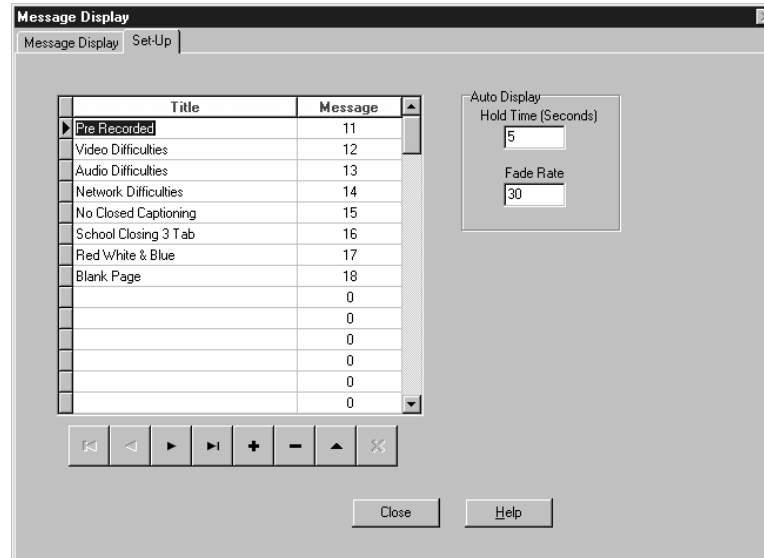 Message Display
Message Display Set-Up
Title Message
Pre Recorded 11
Video Difficulties 12
Audio Difficulties 13
Network Difficulties 14
No Closed Captioning 15
School Closing 3 Tab 16
Red White & Blue 17
Blank Page 18
0
0
0
0
0
0
Auto Display
Hold Time (Seconds)
5
Fade Rate
30
Close Help